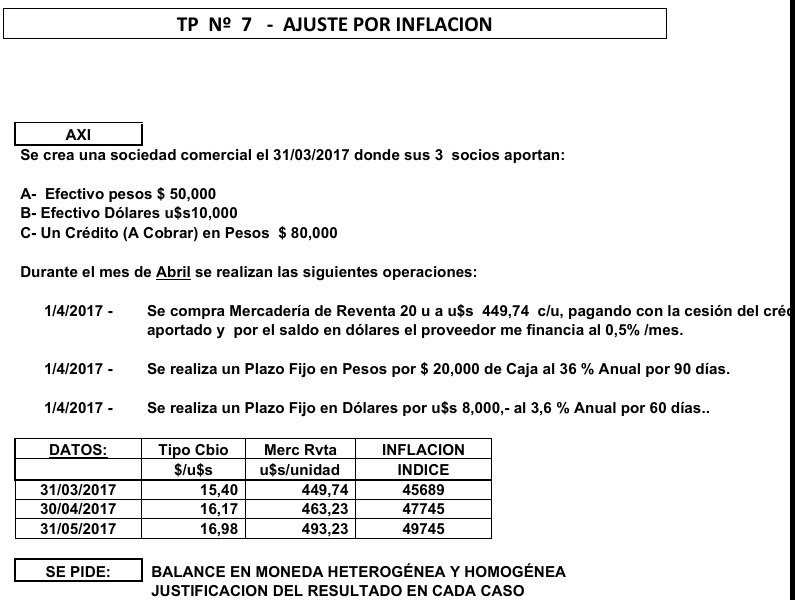 TP Nº 7 - AJUSTE POR INFLACION
AXI
Se crea una sociedad comercial el 31/03/2017 donde sus 3 socios aportan:
A- Efectivo pesos $ 50,000
B- Efectivo Dólares u$s10,000
C- Un Crédito (A Cobrar) en Pesos $ 80,000
Durante el mes de Abril se realizan las siguientes operaciones:
1/4/2017 - Se compra Mercadería de Reventa 20 u a u$s 449,74 c/u, pagando con la cesión del
aportado y por el saldo en dólares el proveedor me financia al 0,5% /mes.
1/4/2017 - Se realiza un Plazo Fijo en Pesos por $ 20,000 de Caja al 36 % Anual por 90 días.
1/4/2017 - Se realiza un Plazo Fijo en Dólares por u$s 8,000,- al 3,6 % Anual por 60 días..
DATOS: Tipo Cbio Merc Rvta INFLACION
$/u$s u$s/unidad INDICE
31/03/2017 15,40 449,74 45689
30/04/2017 16,17 463,23 47745
31/05/2017 16,98 493,23 49745
SE PIDE: BALANCE EN MONEDA HETEROGÉNEA Y HOMOGÉNEA
JUSTIFICACION DEL RESULTADO EN CADA CASO